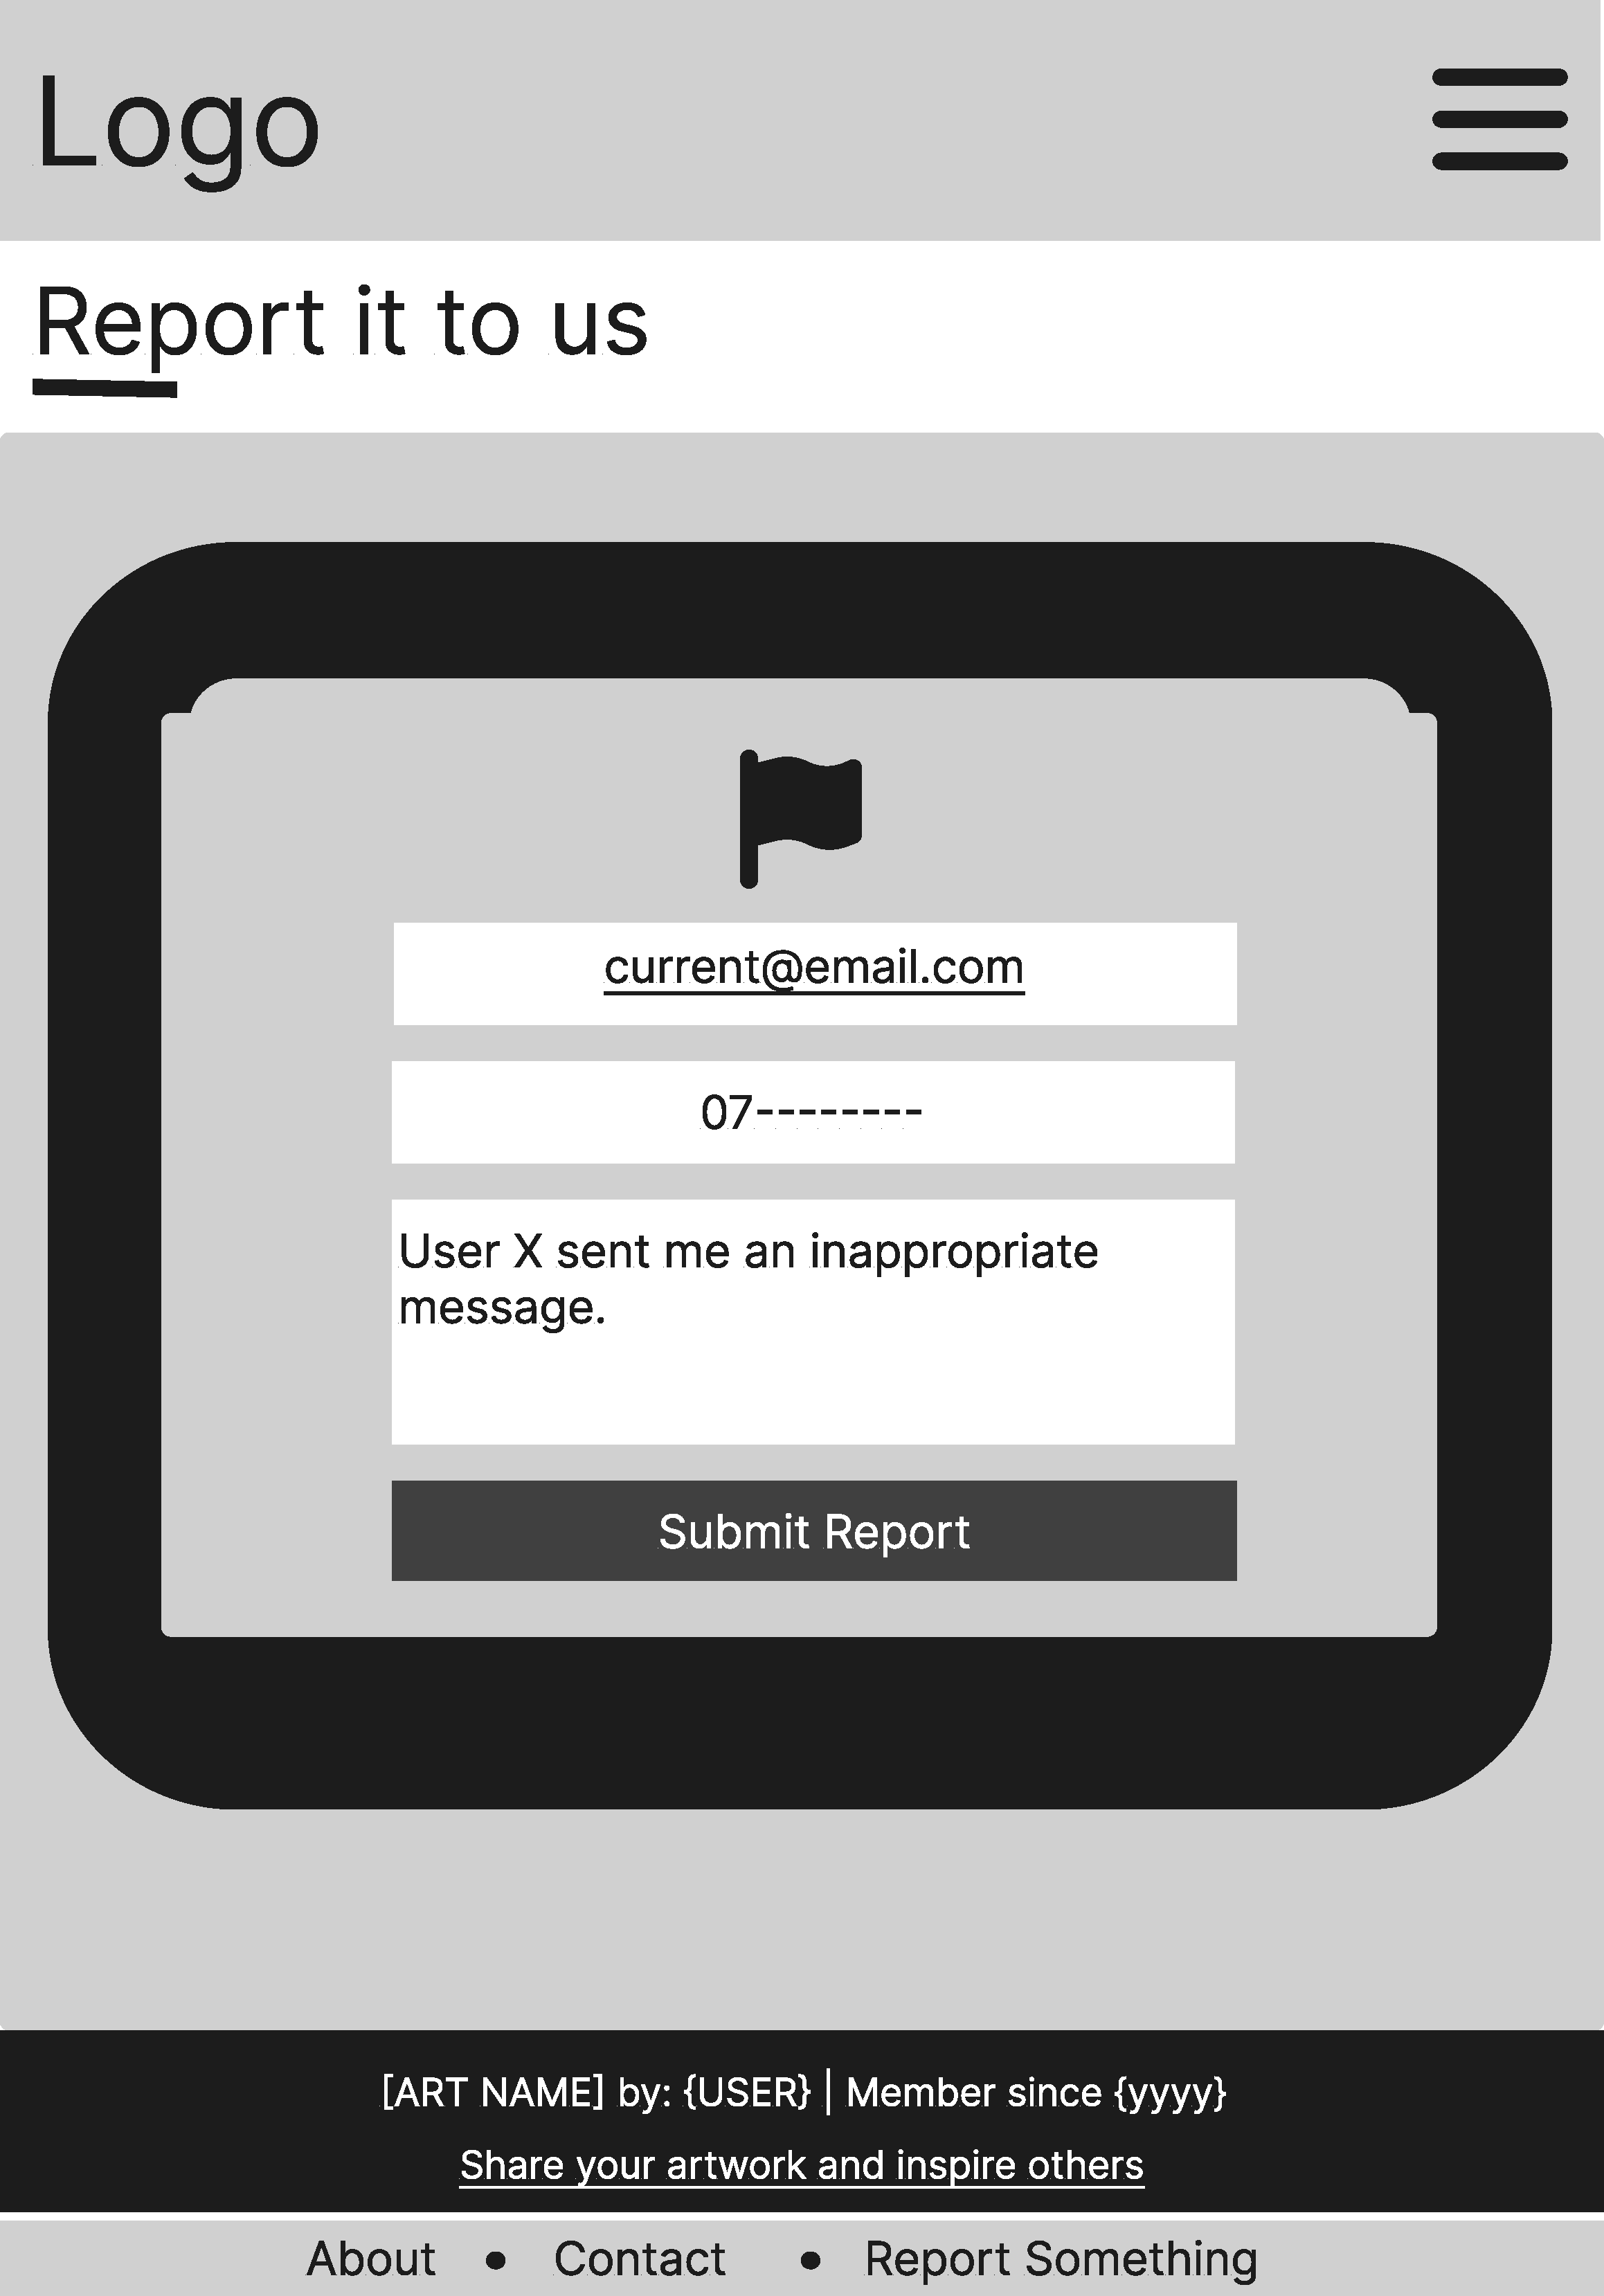 Logo
Report it to us
current@email.com
07--------
User X sent me an inappropriate
message.
Submit Report
[ART NAME] by: {USER} | Member since {yyyy}
Share your artwork and inspire others
About • Contact • Report Something